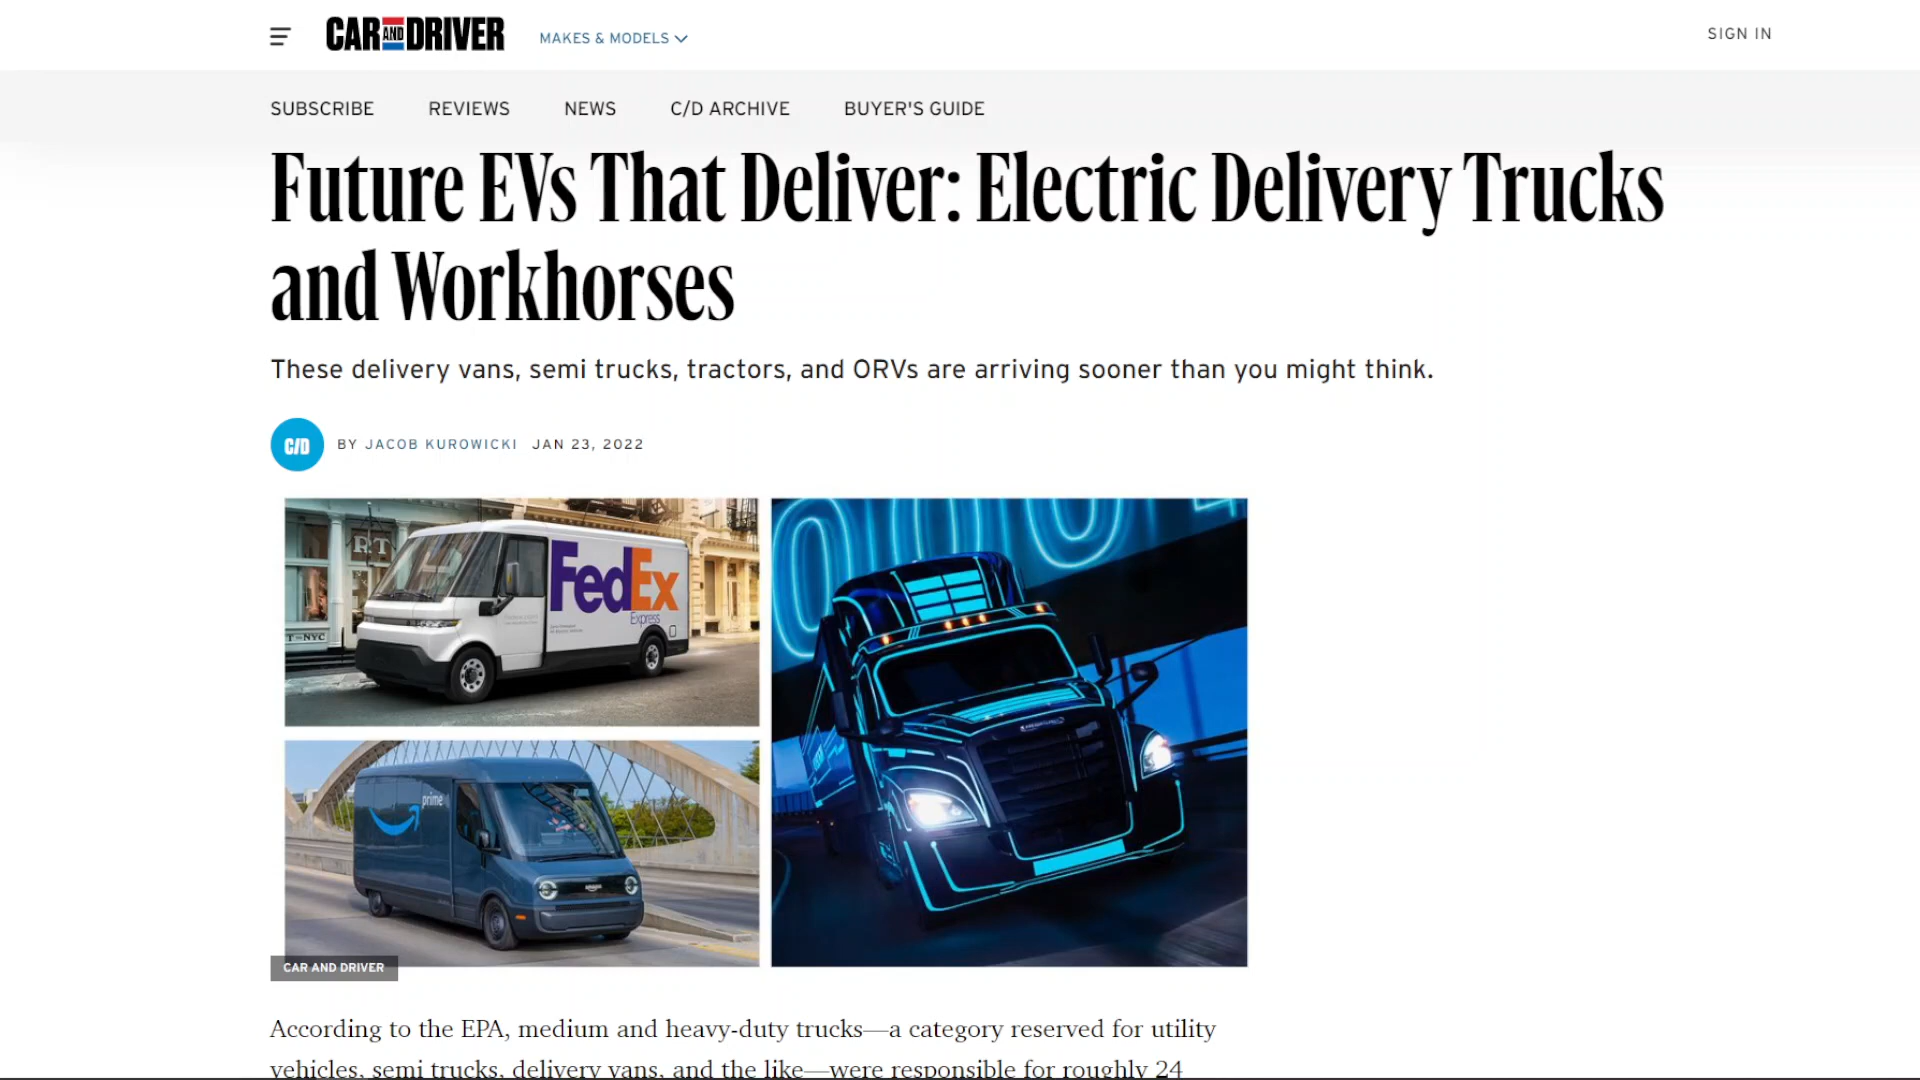 CAR AND DRIVER
MAKES & MODELS
SIGN IN
SUBSCRIBE
REVIEWS
NEWS
C/D ARCHIVE
BUYER'S GUIDE
Future EVs That Deliver: Electric Delivery Trucks
and Workhorses
These delivery vans, semi trucks, tractors, and ORVs are arriving sooner than you might think.
C/D
BY JACOB KUROWICKI JAN 23, 2022
RT
FedEx
Express
T-NYC
prime
CAR AND DRIVER
According to the EPA, medium and heavy-duty trucks—a category reserved for utility
vehicles, semi trucks, delivery vans, and the like—were responsible for roughly 24